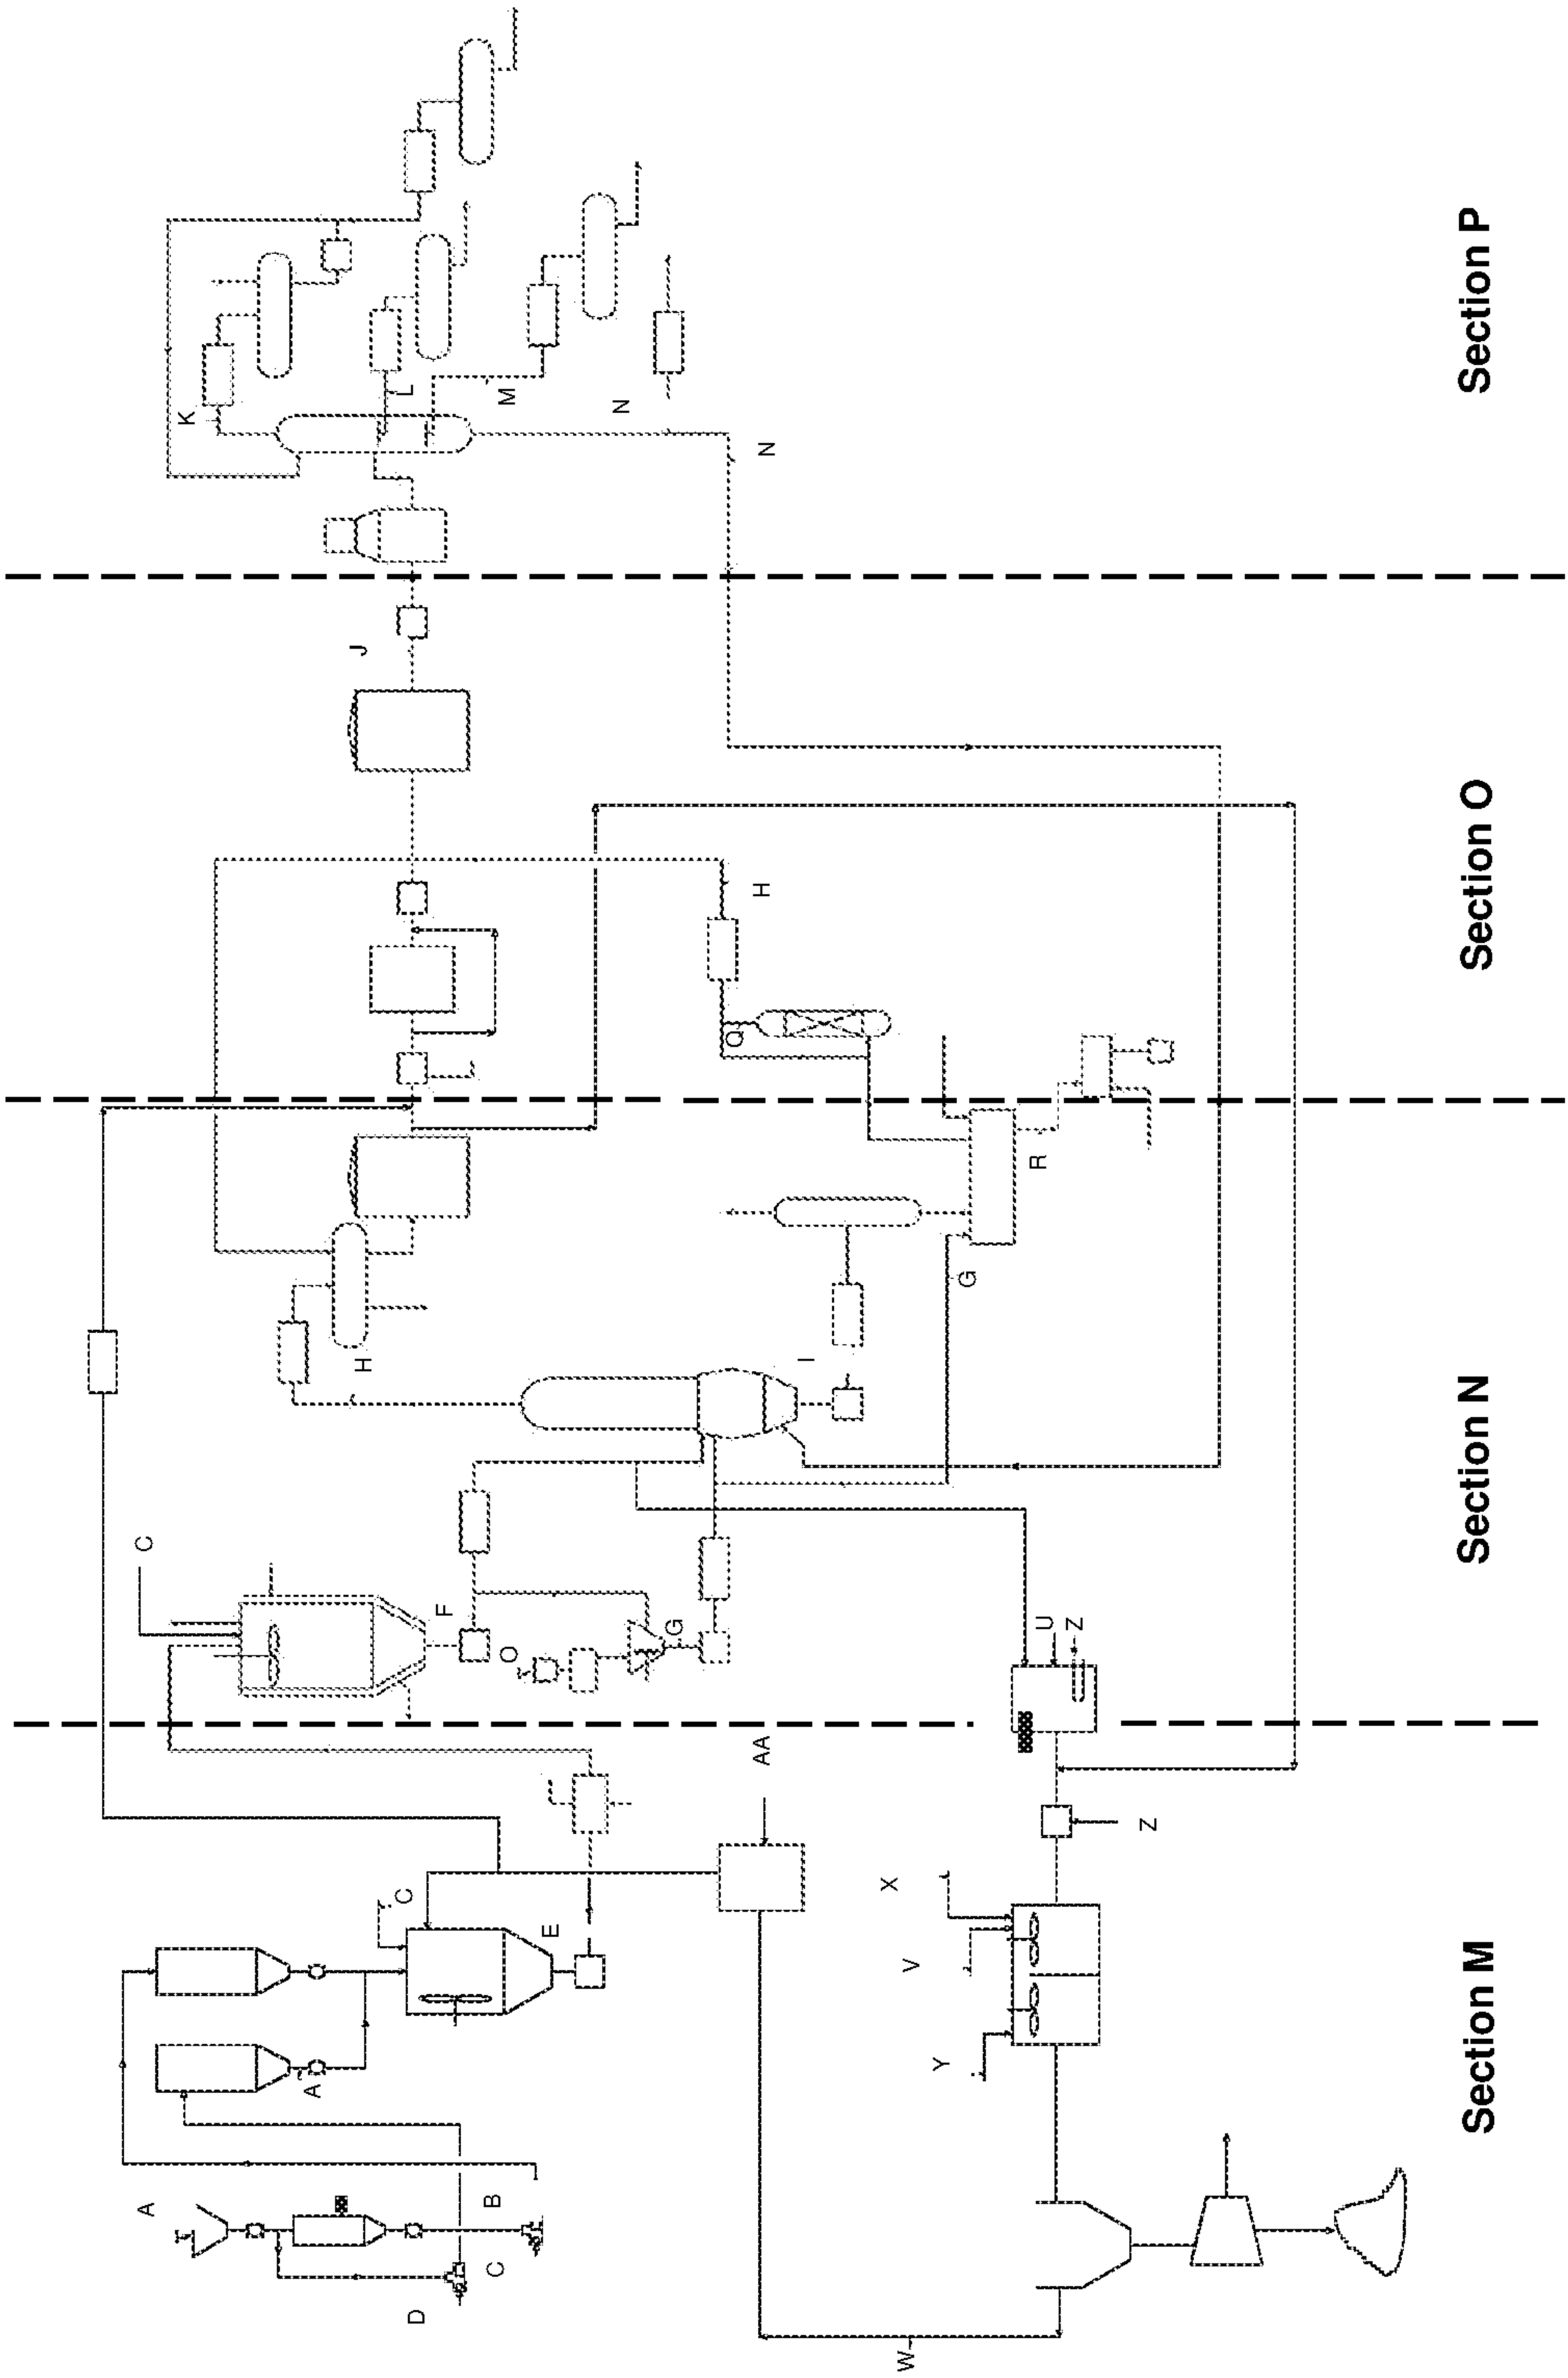 A
C
K
A
J
H
L
C
D
F
B
C
M
O
E
N
G
Q
AA
H
N
I
X
W
V
Y
G
R
U
Z
Z
Section M
Section N
Section O
Section P